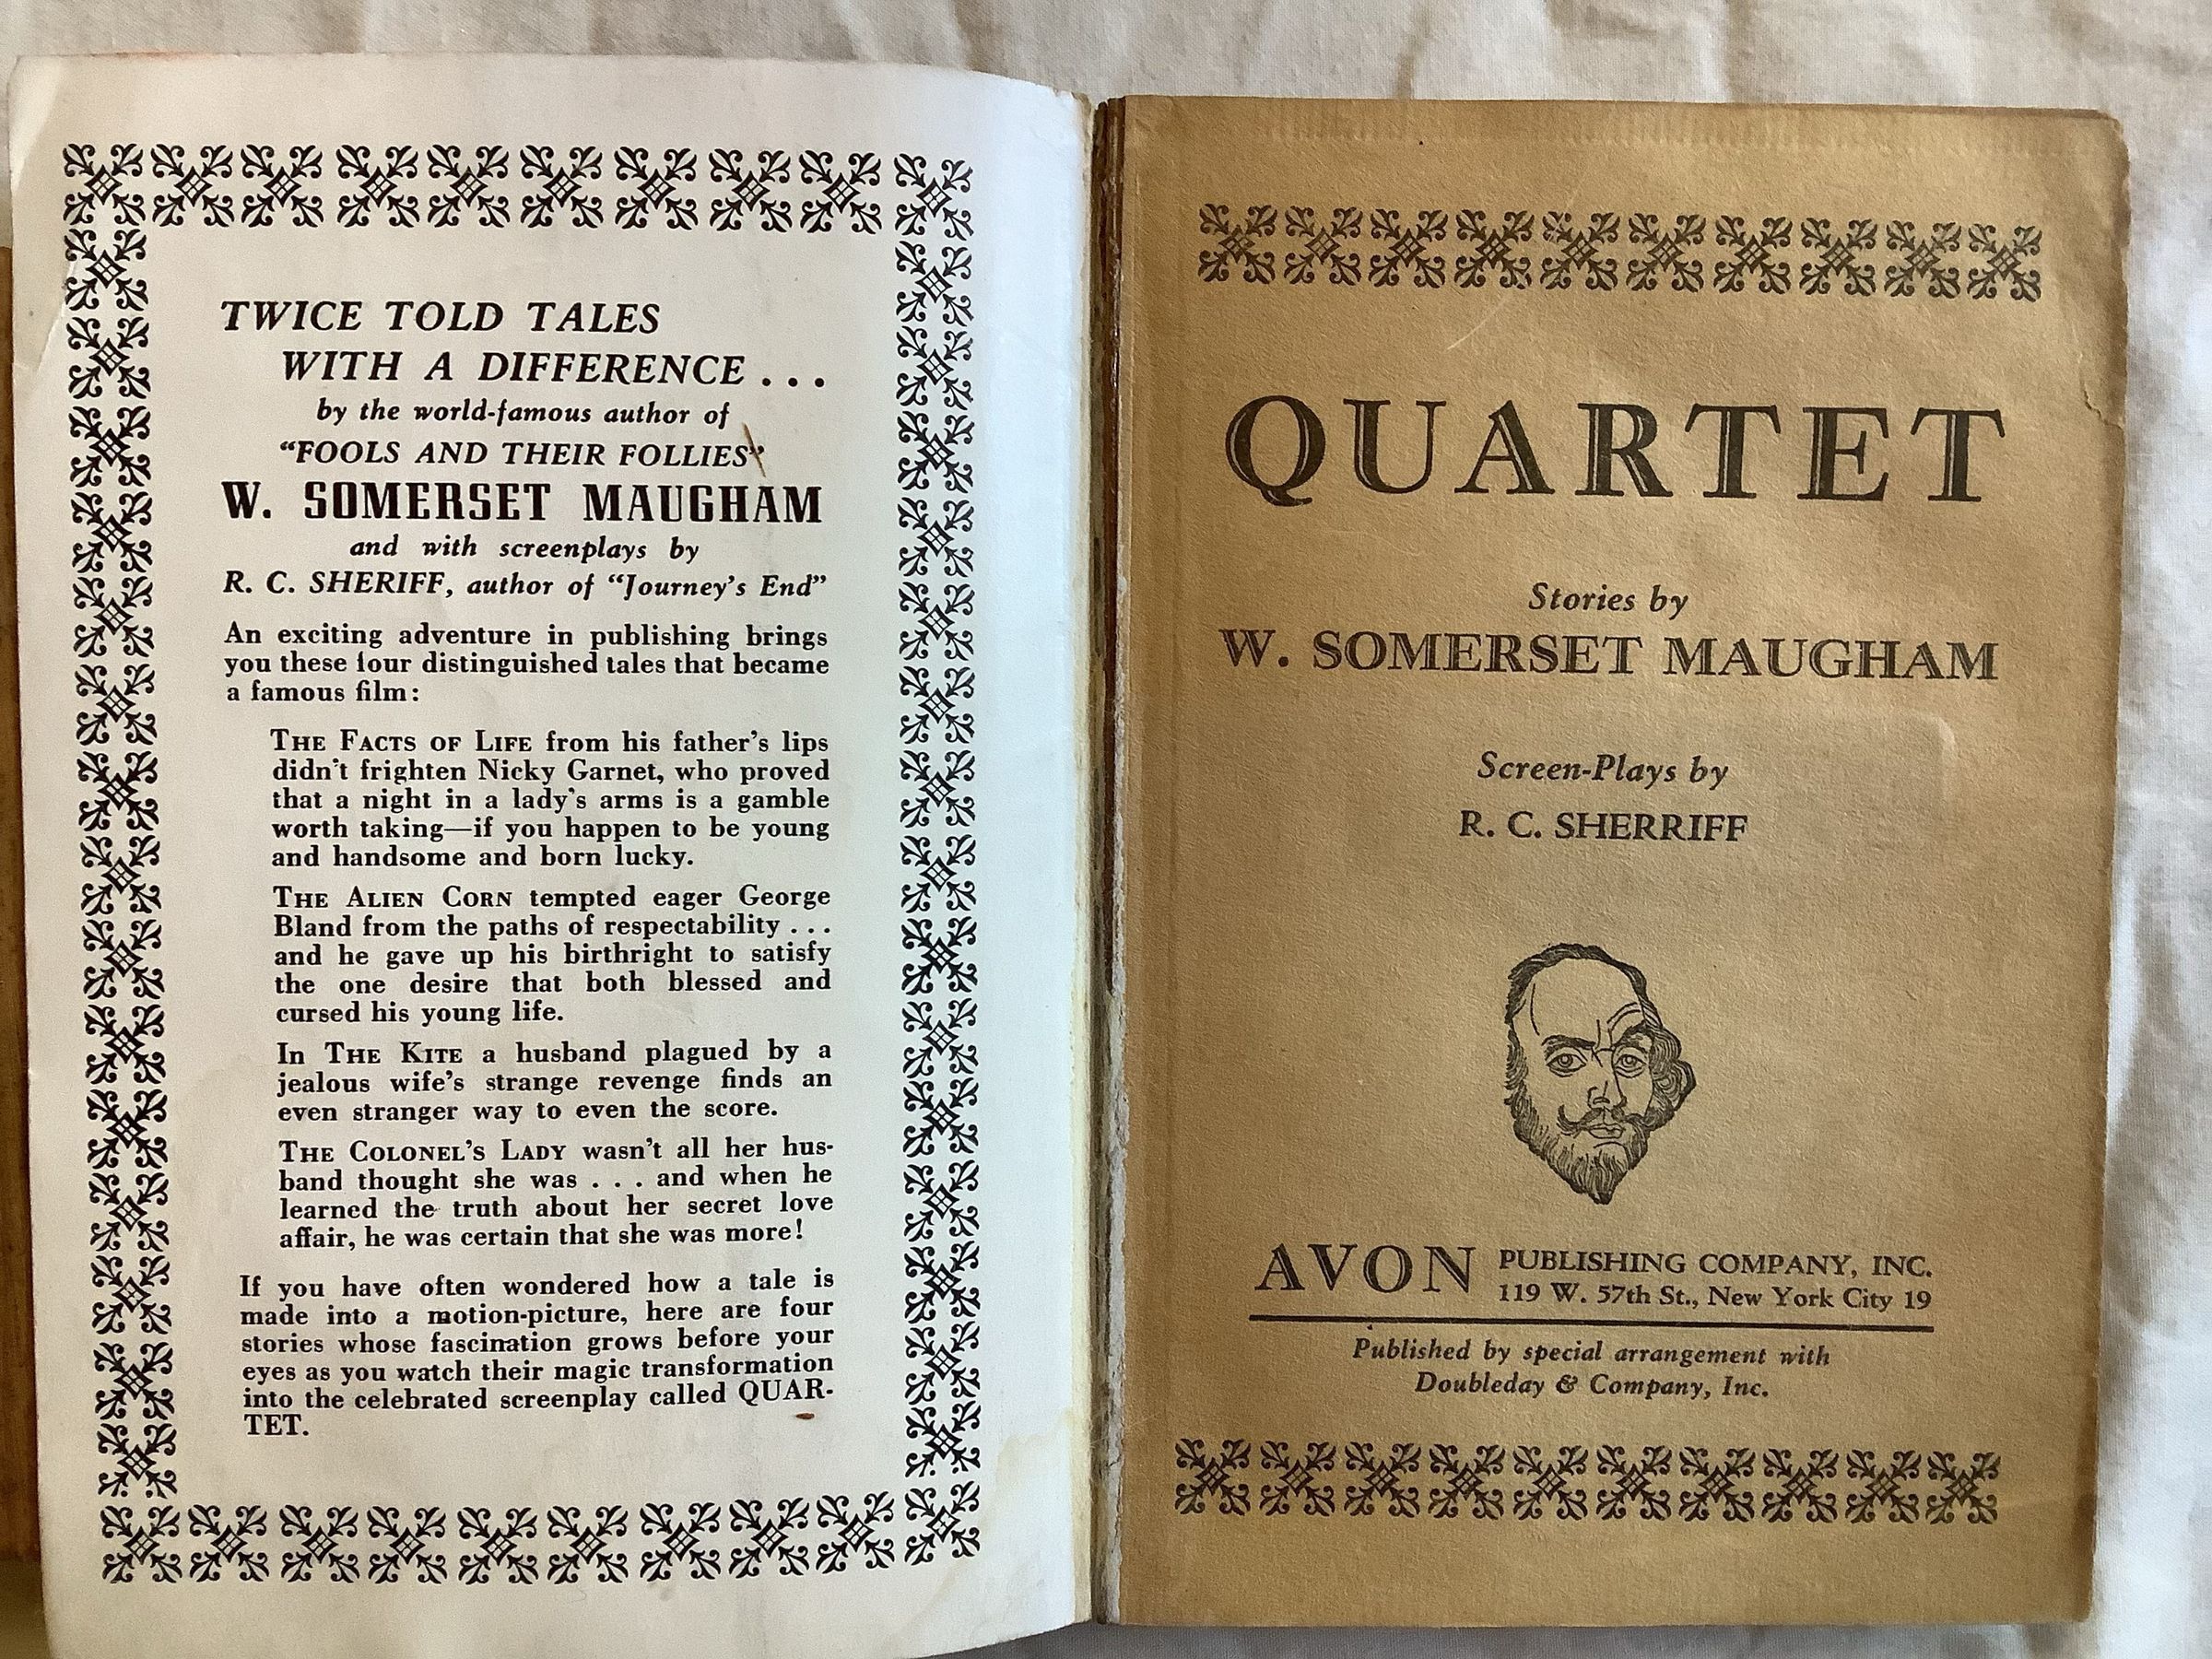 TWICE TOLD TALES
WITH A DIFFERENCE . . .
by the world-famous author of
“FOOLS AND THEIR FOLLIES”
W. SOMERSET MAUGHAM
and with screenplays by
R. C. SHERIFF, author of “Journey’s End”
An exciting adventure in publishing brings
you these four distinguished tales that became
a famous film:
THE FACTS OF LIFE from his father’s lips
didn’t frighten Nicky Garnet, who proved
that a night in a lady’s arms is a gamble
worth taking—if you happen to be young
and handsome and born lucky.
THE ALIEN CORN tempted eager George
Bland from the paths of respectability . . .
and he gave up his birthright to satisfy
the one desire that both blessed and
cursed his young life.
In THE KITE a husband plagued by a
jealous wife’s strange revenge finds an
even stranger way to even the score.
THE COLONEL’S LADY wasn’t all her hus-
band thought she was . . . and when he
learned the truth about her secret love
affair, he was certain that she was more!
If you have often wondered how a tale is
made into a motion-picture, here are four
stories whose fascination grows before your
eyes as you watch their magic transformation
into the celebrated screenplay called QUAR-
TET.
QUARTET
Stories by
W. SOMERSET MAUGHAM
Screen-Plays by
R. C. SHERRIFF
AVON PUBLISHING COMPANY, INC.
119 W. 57th St., New York City 19
Published by special arrangement with
Doubleday & Company, Inc.